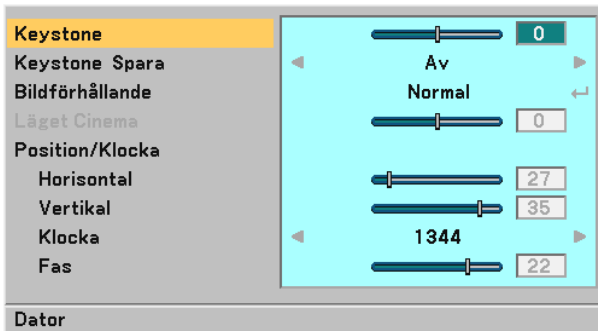 Keystone 0
Keystone Spara Av
Bildförhållande Normal
Läget Cinema 0
Position/Klocka
Horisontal 27
Vertikal 35
Klocka 1344
Fas 22
Dator